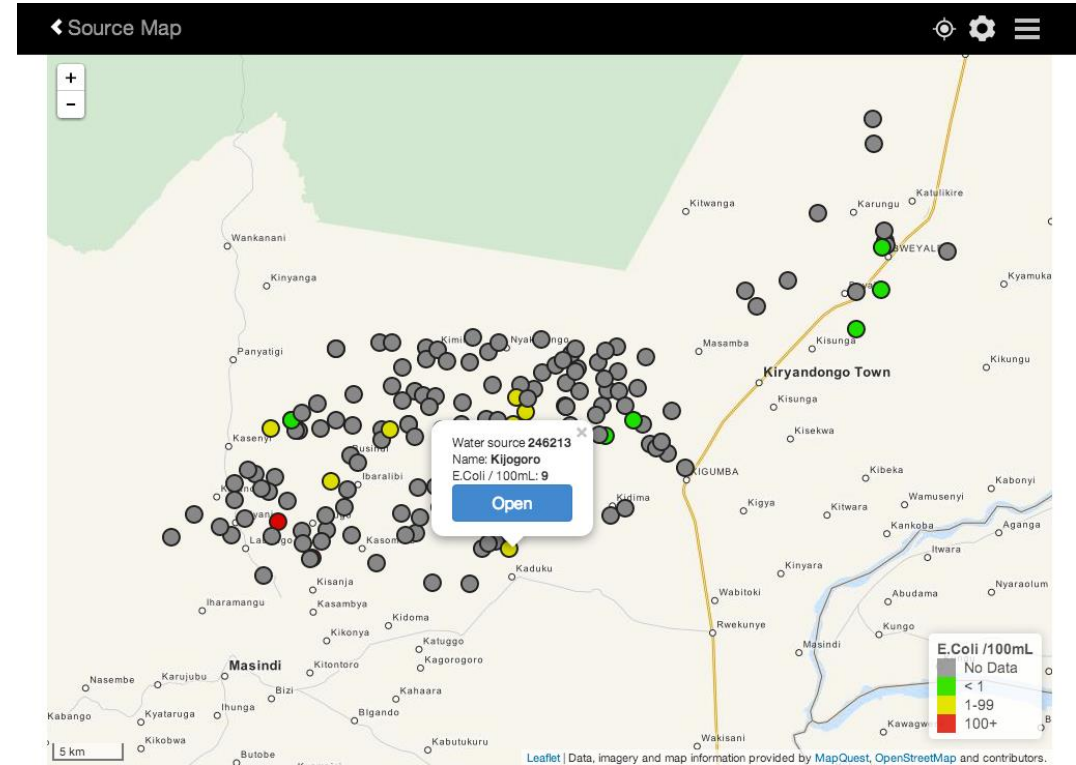 Source Map
+
-
Katulikire
Kitwanga
Karungu
Wankanani
Kinyanga
Kyamuka
Masamba
Kisunga
Panyatigi
Kikungu
Kiryandongo Town
Kisunga
Kisekwa
Kasenyi
Water source 246213
Name: Kijogoro
E.Coli / 100mL: 9
Open
×
Ibaralibi
KIGUMBA
Kibeka
Kabonyi
Kidima
Kigya
Kitwara
Wamusenyi
Kankoba
Aganga
Itwara
Kaduku
Kinyara
Kisanja
Nyaraolum
Iharamangu
Kasambya
Wabitoki
Abudama
Kidoma
Kikonya
Rwekunye
Kungo
Katuggo
Masindi
Masindi
Kitontoro
Kagorogoro
Nasembe
Karujubu
Bizi
Kahaara
Kabango
Kyataruga
Ihunga
Bigando
Kikobwa
Kabutukuru
Wakisani
Butobe
5 km
E.Coli /100mL
No Data
< 1
1-99
100+
Leaflet | Data, imagery and map information provided by MapQuest, OpenStreetMap and contributors.